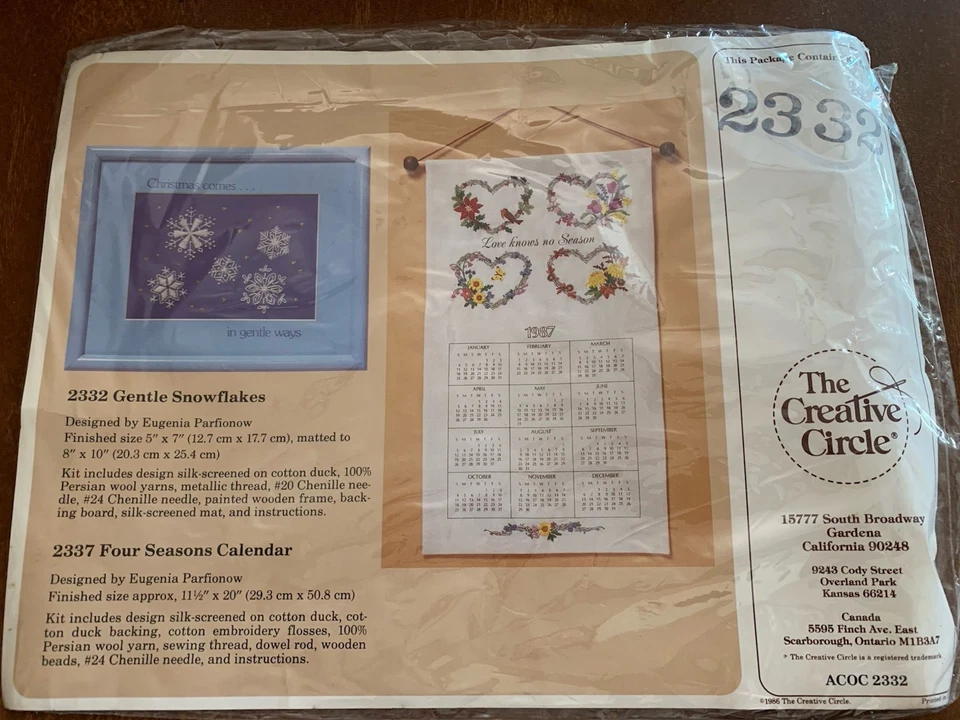 Christmas comes . . .
in gentle ways
2332 Gentle Snowflakes
Designed by Eugenia Parfionow
Finished size 5" x 7" (12.7 cm x 17.7 cm), matted to
8" x 10" (20.3 cm x 25.4 cm)
Kit includes design silk-screened on cotton duck, 100%
Persian wool yarns, metallic thread, #20 Chenille nee-
dle, #24 Chenille needle, painted wooden frame, back-
ing board, silk-screened mat, and instructions.
2337 Four Seasons Calendar
Designed by Eugenia Parfionow
Finished size approx, 11½" x 20" (29.3 cm x 50.8 cm)
Kit includes design silk-screened on cotton duck, cot-
ton duck backing, cotton embroidery flosses, 100%
Persian wool yarn, sewing thread, dowel rod, wooden
beads, #24 Chenille needle, and instructions.
Love knows no Season
1987
JANUARY FEBRUARY MARCH
APRIL MAY JUNE
JULY AUGUST SEPTEMBER
OCTOBER NOVEMBER DECEMBER
This Package Contains
2332
The
Creative
Circle®
15777 South Broadway
Gardena
California 90248
9243 Cody Street
Overland Park
Kansas 66214
Canada
5595 Finch Ave. East
Scarborough, Ontario M1B3A7
* The Creative Circle is a registered trademark
ACOC 2332
©1986 The Creative Circle.
Printed